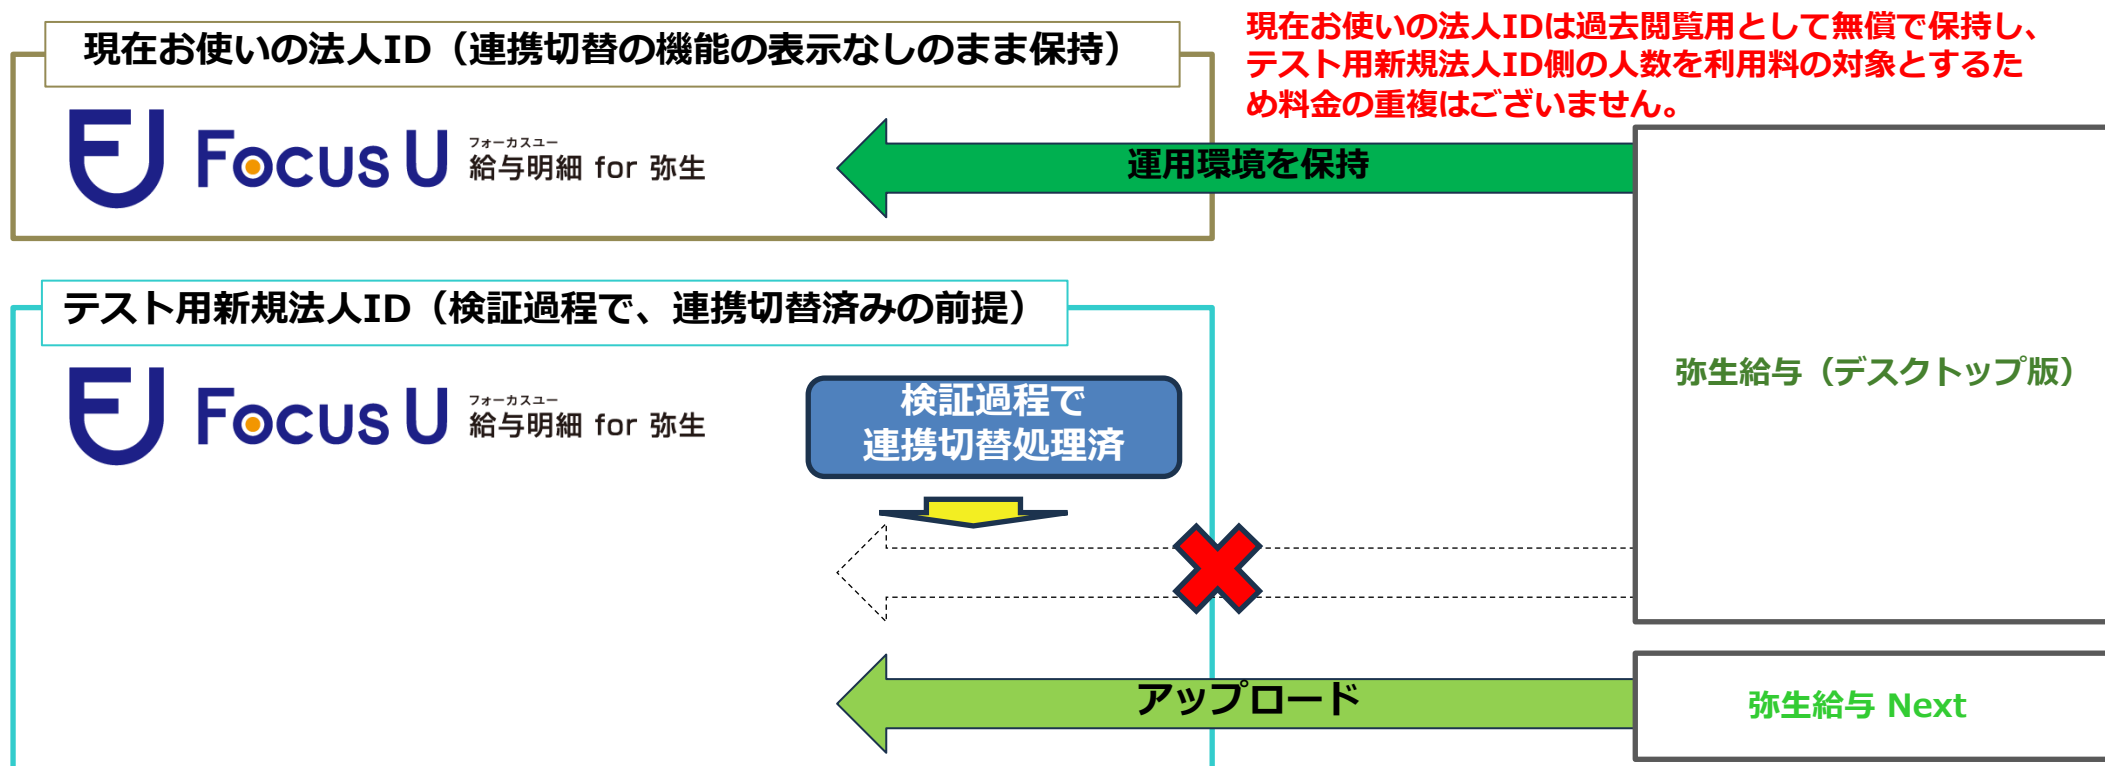 現在お使いの法人ID（連携切替の機能の表示なしのまま保持）
現在お使いの法人IDは過去閲覧用として無償で保持し、
テスト用新規法人ID側の人数を利用料の対象とするた
め料金の重複はございません。
Focus U
フォーカスユー
給与明細 for 弥生
運用環境を保持
テスト用新規法人ID（検証過程で、連携切替済みの前提）
Focus U
フォーカスユー
給与明細 for 弥生
検証過程で
連携切替処理済
弥生給与（デスクトップ版）
アップロード
弥生給与 Next